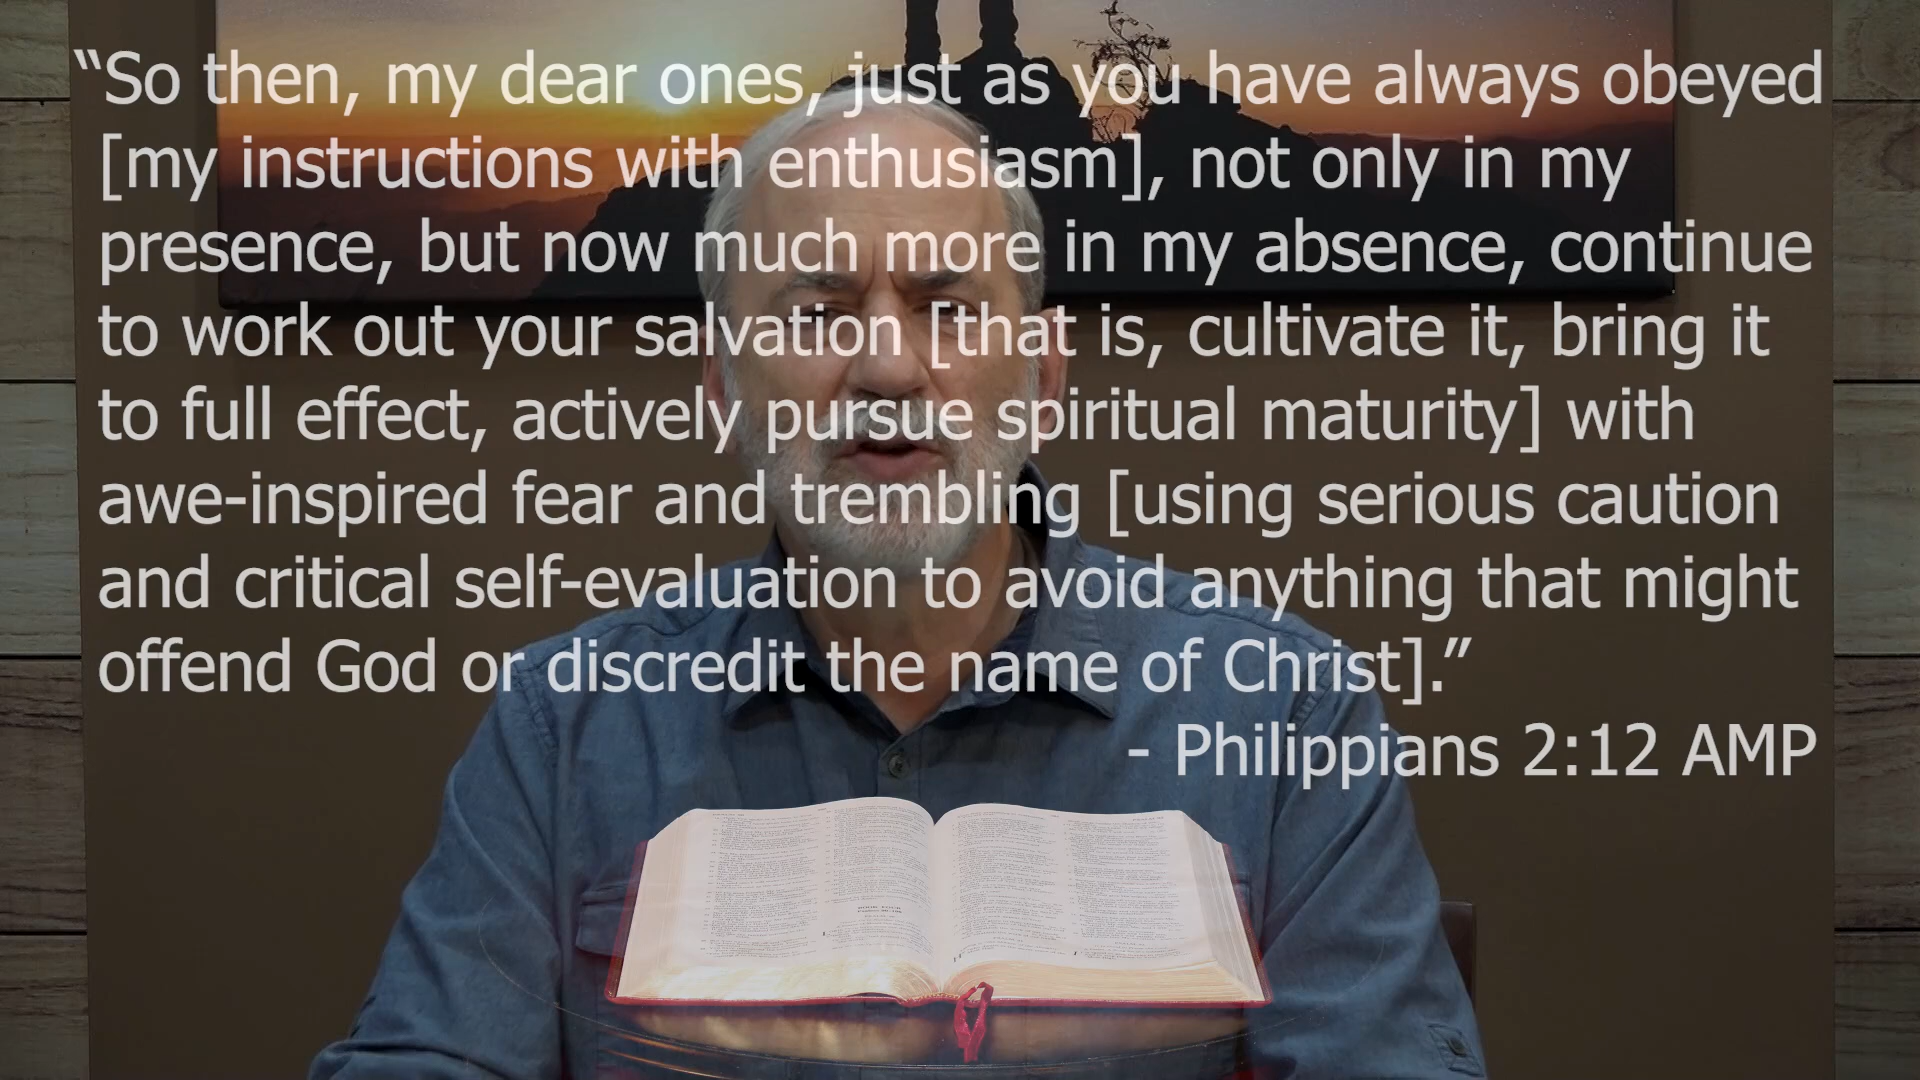 “So then, my dear ones, just as you have always obeyed
[my instructions with enthusiasm], not only in my
presence, but now much more in my absence, continue
to work out your salvation [that is, cultivate it, bring it
to full effect, actively pursue spiritual maturity] with
awe-inspired fear and trembling [using serious caution
and critical self-evaluation to avoid anything that might
offend God or discredit the name of Christ].”
- Philippians 2:12 AMP